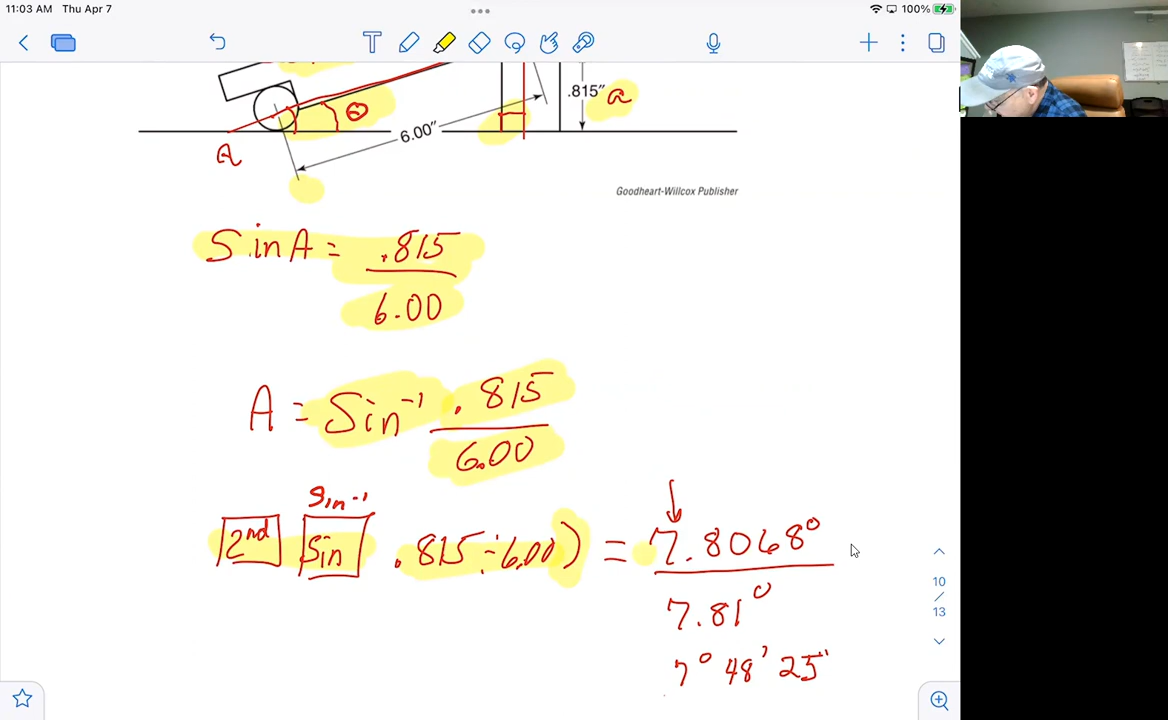 11:03 AM Thu Apr 7
100%
T
.815" a
θ
6.00"
A
Goodheart-Willcox Publisher
Sin A = .815
6.00
A = Sin⁻¹ .815
6.00
Sin⁻¹
2nd Sin .815 ÷ 6.00 ) = 7.8068°
7.81°
7° 48' 25"
10
/
13